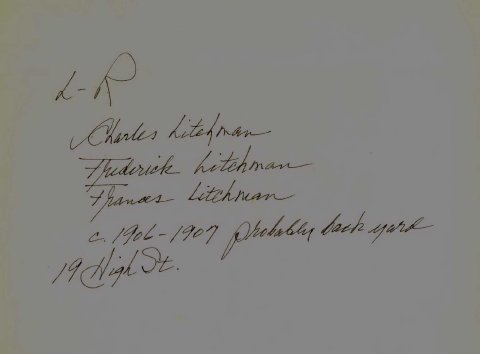 L-R
Charles Litchman
Frederick Litchman
Frances Litchman
c. 1906-1907 probably back yard
19 High St.